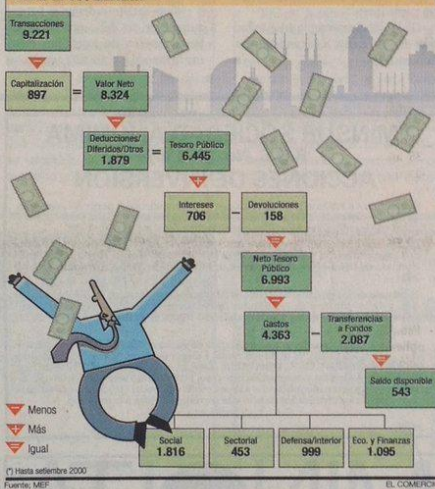 Transacciones
9.221
Capitalización
897
=
Valor Neto
8.324
Deducciones/
Diferidos/Otros
1.879
=
Tesoro Público
6.445
Intereses
706
–
Devoluciones
158
Neto Tesoro
Público
6.993
Gastos
4.363
–
Transferencias
a Fondos
2.087
Saldo disponible
543
Menos
Más
Igual
Social
1.816
Sectorial
453
Defensa/Interior
999
Eco. y Finanzas
1.095
(*) Hasta setiembre 2000
Fuente: MEF
EL COMERCIO